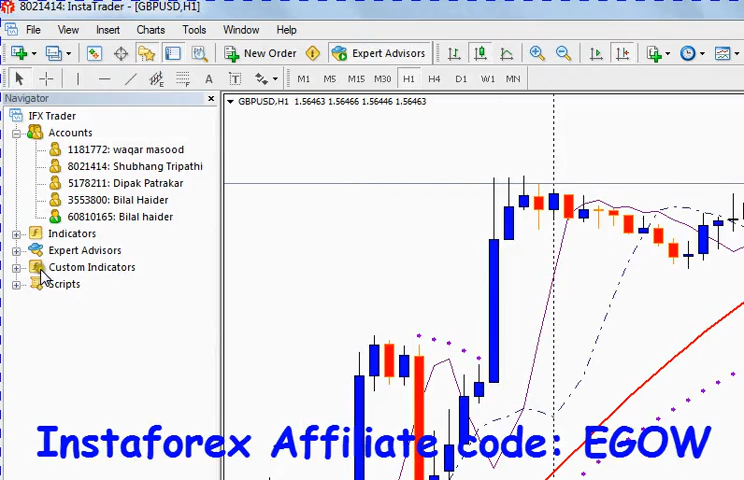 8021414: InstaTrader - [GBPUSD,H1]
File View Insert Charts Tools Window Help
New Order Expert Advisors
A T M1 M5 M15 M30 H1 H4 D1 W1 MN
Navigator
GBPUSD,H1 1.56463 1.56466 1.56446 1.56463
IFX Trader
Accounts
1181772: waqar masood
8021414: Shubhang Tripathi
5178211: Dipak Patrakar
3553800: Bilal Haider
60810165: Bilal haider
Indicators
Expert Advisors
Custom Indicators
Scripts
Instaforex Affiliate code: EGOW